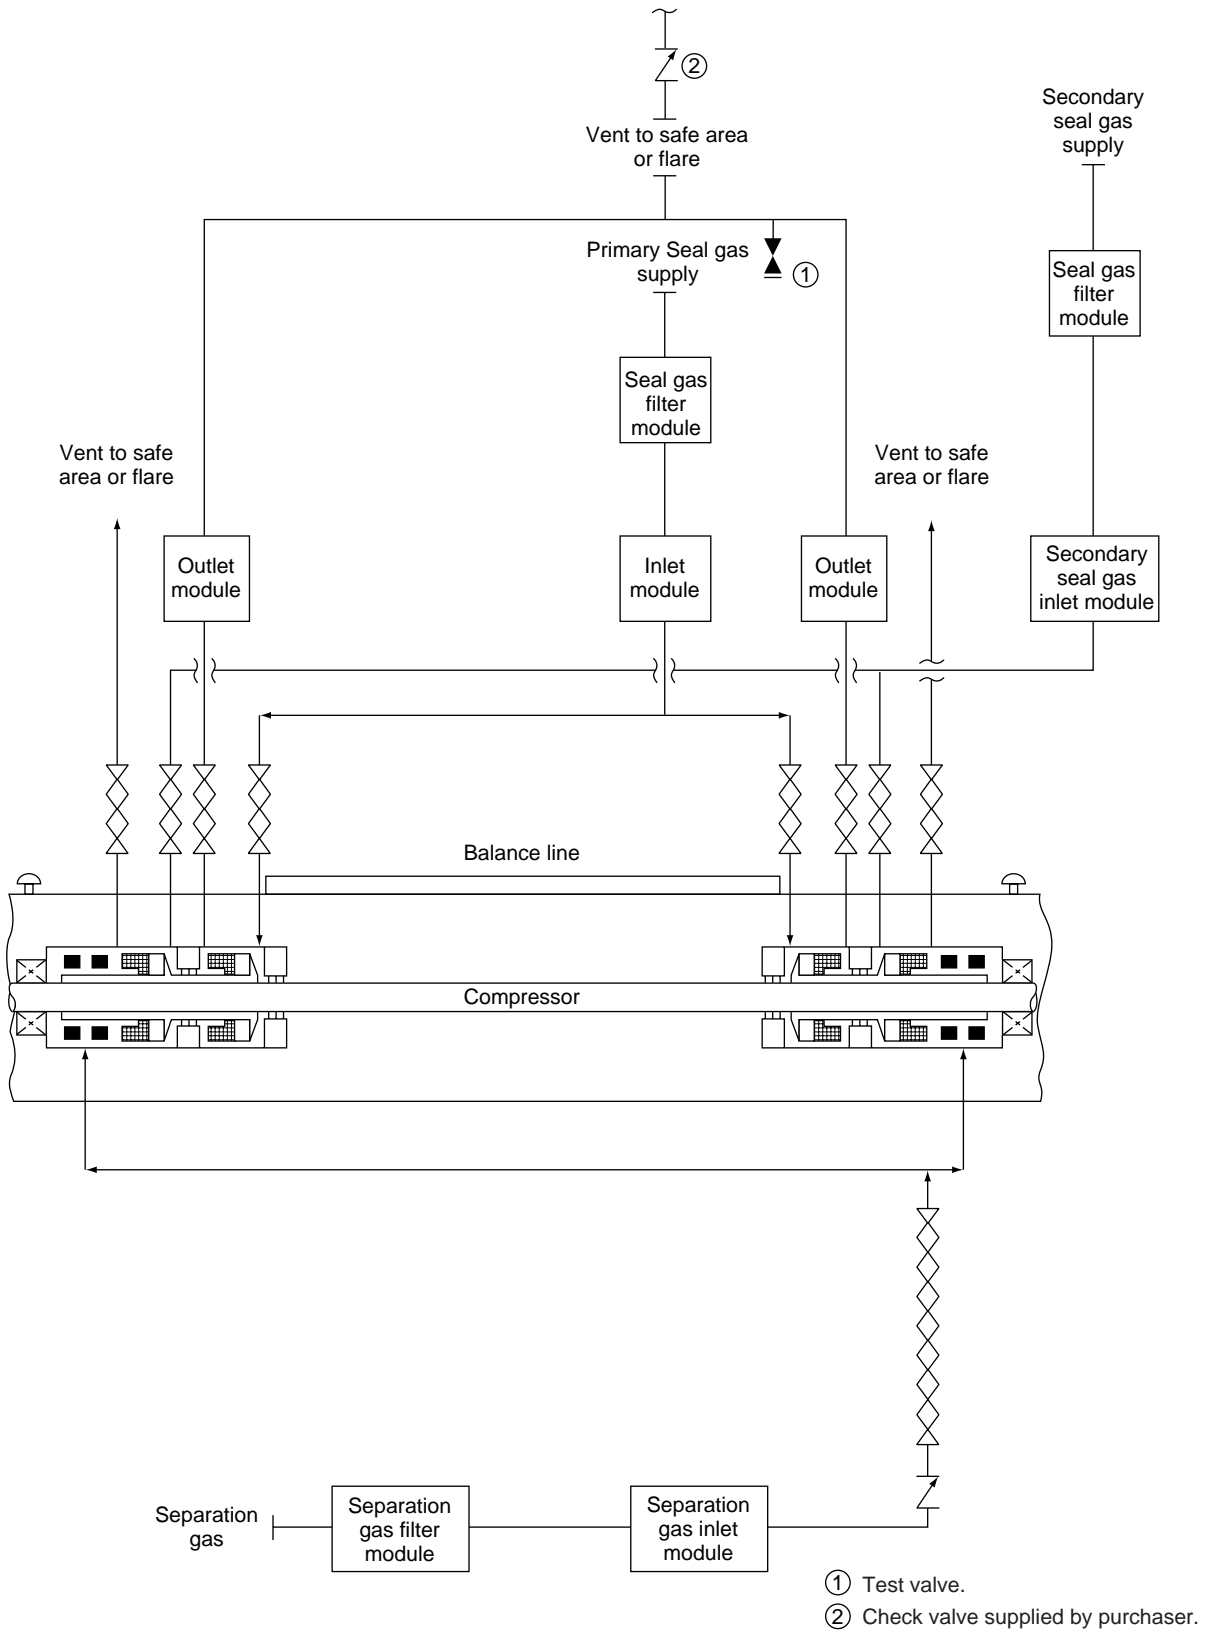 ②
Vent to safe area
or flare
Secondary
seal gas
supply
Primary Seal gas
supply
①
Seal gas
filter
module
Seal gas
filter
module
Vent to safe
area or flare
Vent to safe
area or flare
Outlet
module
Inlet
module
Outlet
module
Secondary
seal gas
inlet module
Balance line
Compressor
Separation
gas
Separation
gas filter
module
Separation
gas inlet
module
① Test valve.
② Check valve supplied by purchaser.